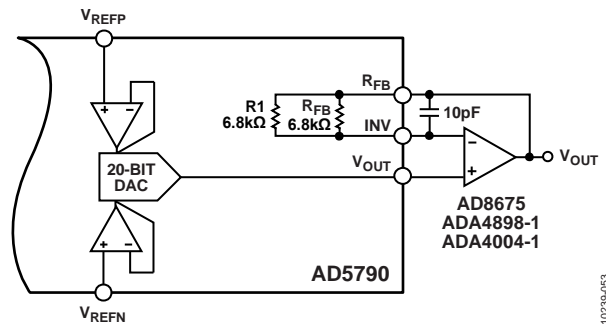 VREFP
RFB
R1
6.8kΩ
RFB
6.8kΩ
10pF
INV
VOUT
20-BIT
DAC
+
−
+
−
−
+
VOUT
AD8675
ADA4898-1
ADA4004-1
AD5790
VREFN
10239-053